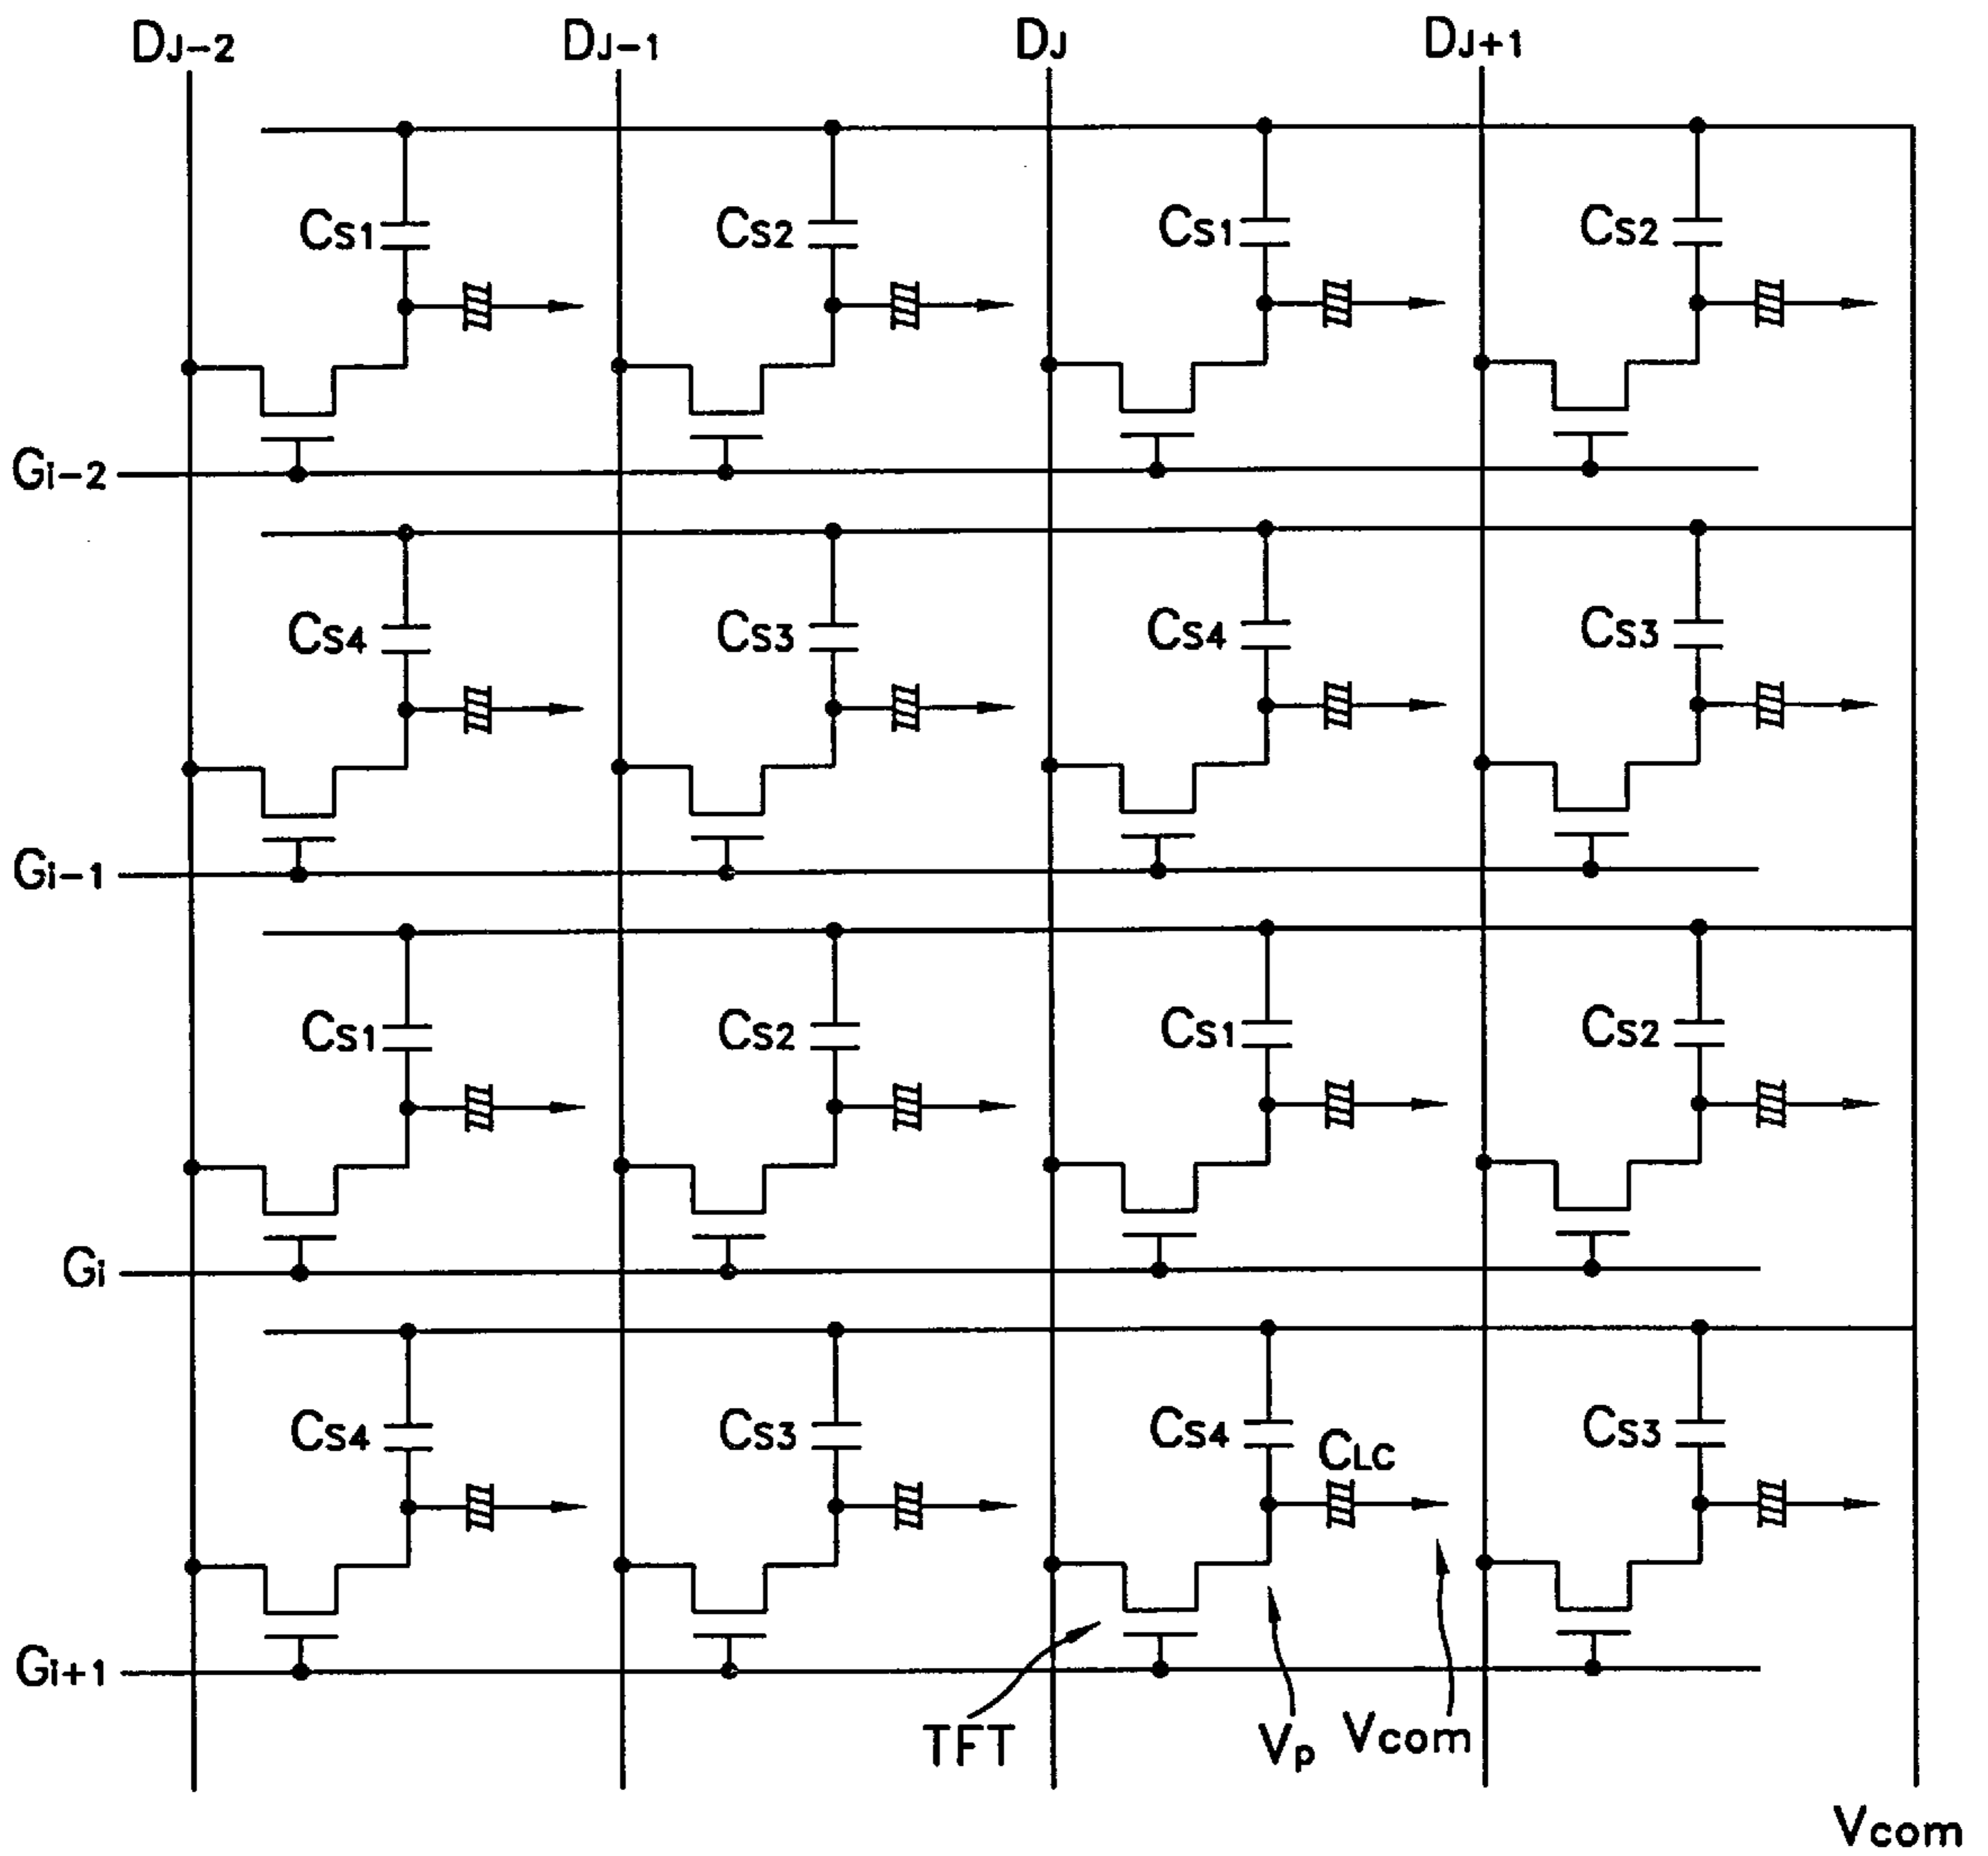 DJ-2 DJ-1 DJ DJ+1
CS1 CS2 CS1 CS2
Gi-2
CS4 CS3 CS4 CS3
Gi-1
CS1 CS2 CS1 CS2
Gi
CS4 CS3 CS4 CLC CS3
Gi+1
TFT Vp Vcom
Vcom